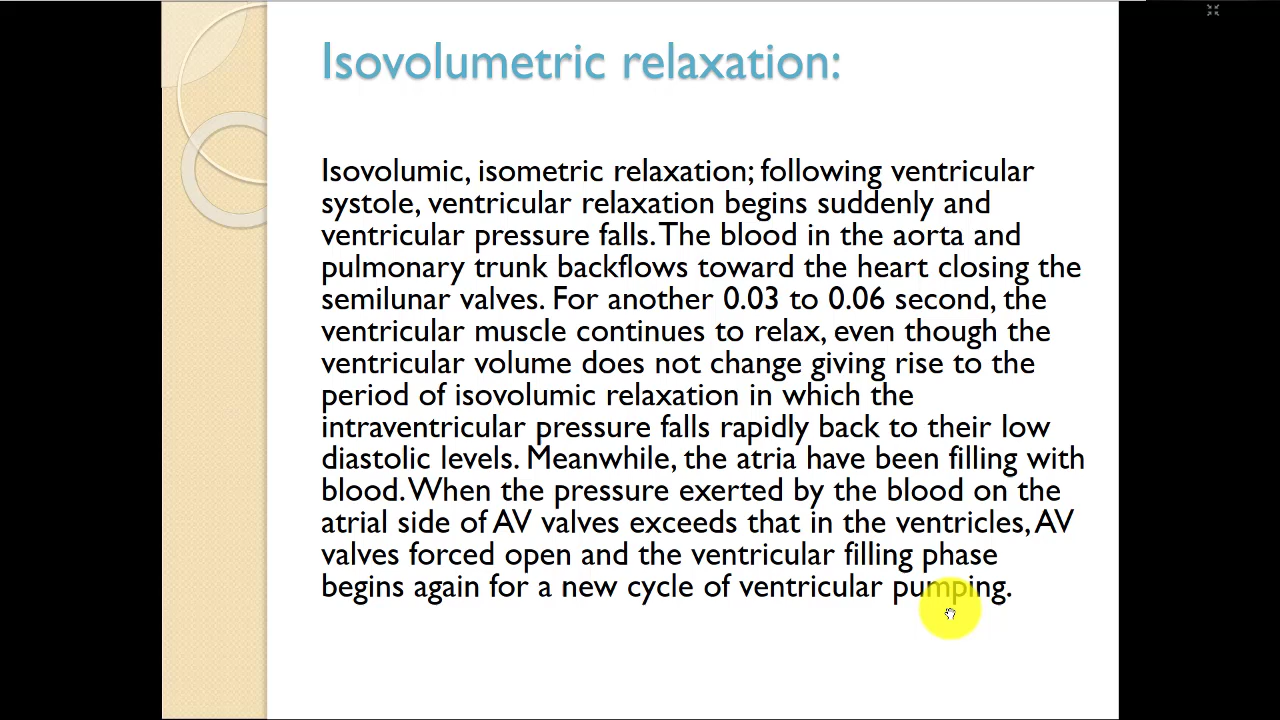 Isovolumetric relaxation:
Isovolumic, isometric relaxation; following ventricular
systole, ventricular relaxation begins suddenly and
ventricular pressure falls. The blood in the aorta and
pulmonary trunk backflows toward the heart closing the
semilunar valves. For another 0.03 to 0.06 second, the
ventricular muscle continues to relax, even though the
ventricular volume does not change giving rise to the
period of isovolumic relaxation in which the
intraventricular pressure falls rapidly back to their low
diastolic levels. Meanwhile, the atria have been filling with
blood. When the pressure exerted by the blood on the
atrial side of AV valves exceeds that in the ventricles, AV
valves forced open and the ventricular filling phase
begins again for a new cycle of ventricular pumping.